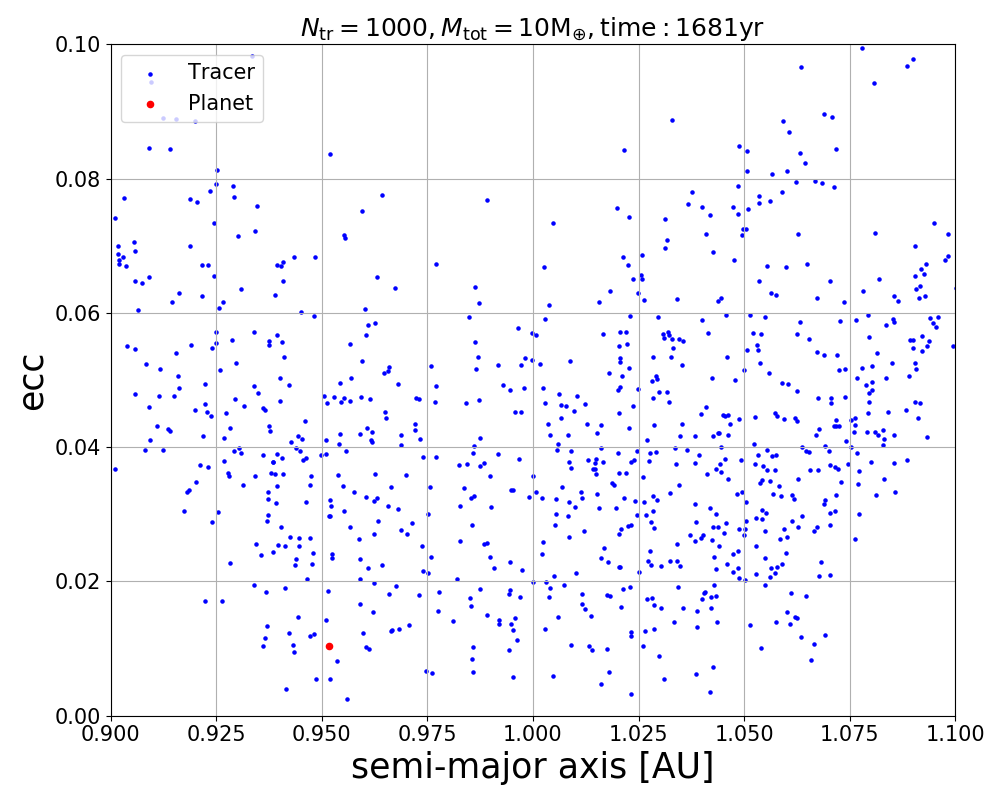 N_tr = 1000, M_tot = 10M_⊕, time : 1681yr
0.10
Tracer
Planet
0.08
0.06
ecc
0.04
0.02
0.00
0.900 0.925 0.950 0.975 1.000 1.025 1.050 1.075 1.100
semi-major axis [AU]